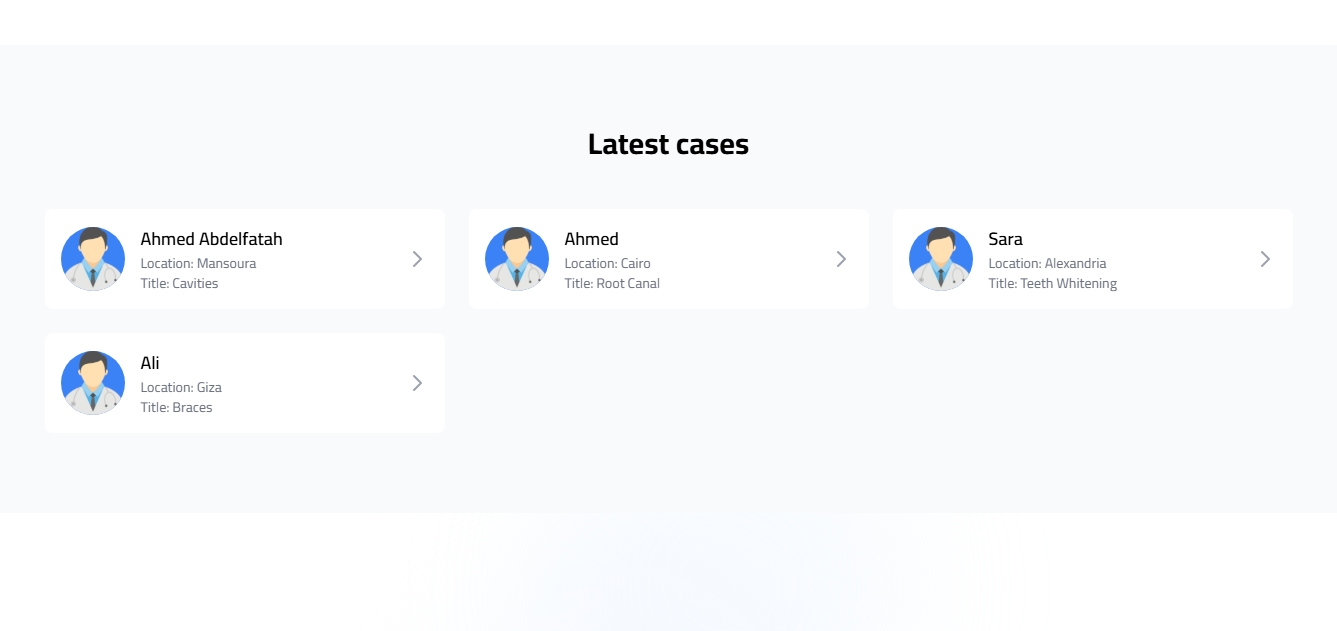 Latest cases
Ahmed Abdelfatah
Location: Mansoura
Title: Cavities
Ahmed
Location: Cairo
Title: Root Canal
Sara
Location: Alexandria
Title: Teeth Whitening
Ali
Location: Giza
Title: Braces